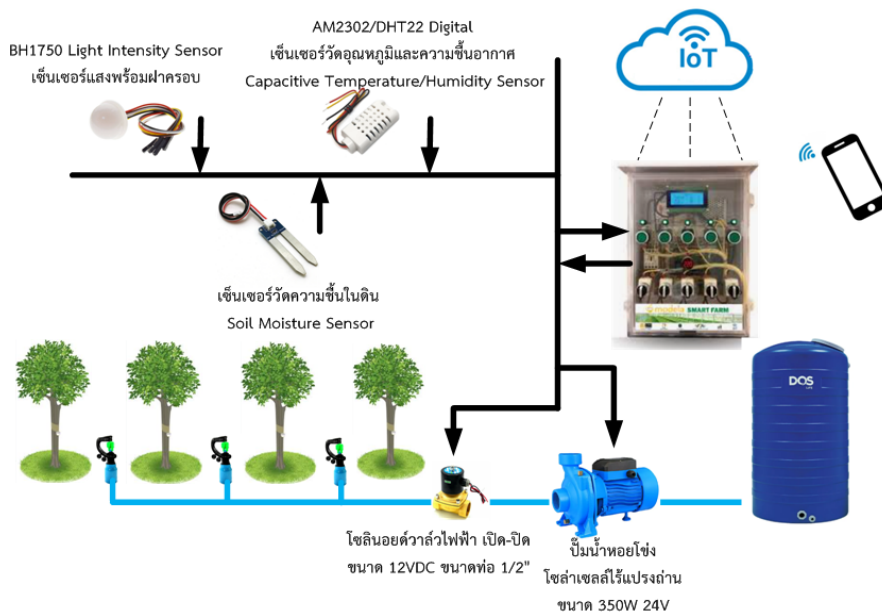 AM2302/DHT22 Digital
เซ็นเซอร์วัดอุณหภูมิและความชื้นอากาศ
Capacitive Temperature/Humidity Sensor
BH1750 Light Intensity Sensor
เซ็นเซอร์แสงพร้อมฝาครอบ
IoT
เซ็นเซอร์วัดความชื้นในดิน
Soil Moisture Sensor
modela SMART FARM
DOS
LIFE
โซลินอยด์วาล์วไฟฟ้า เปิด-ปิด
ขนาด 12VDC ขนาดท่อ 1/2"
ปั๊มน้ำหอยโข่ง
โซล่าเซลล์ไร้แปรงถ่าน
ขนาด 350W 24V